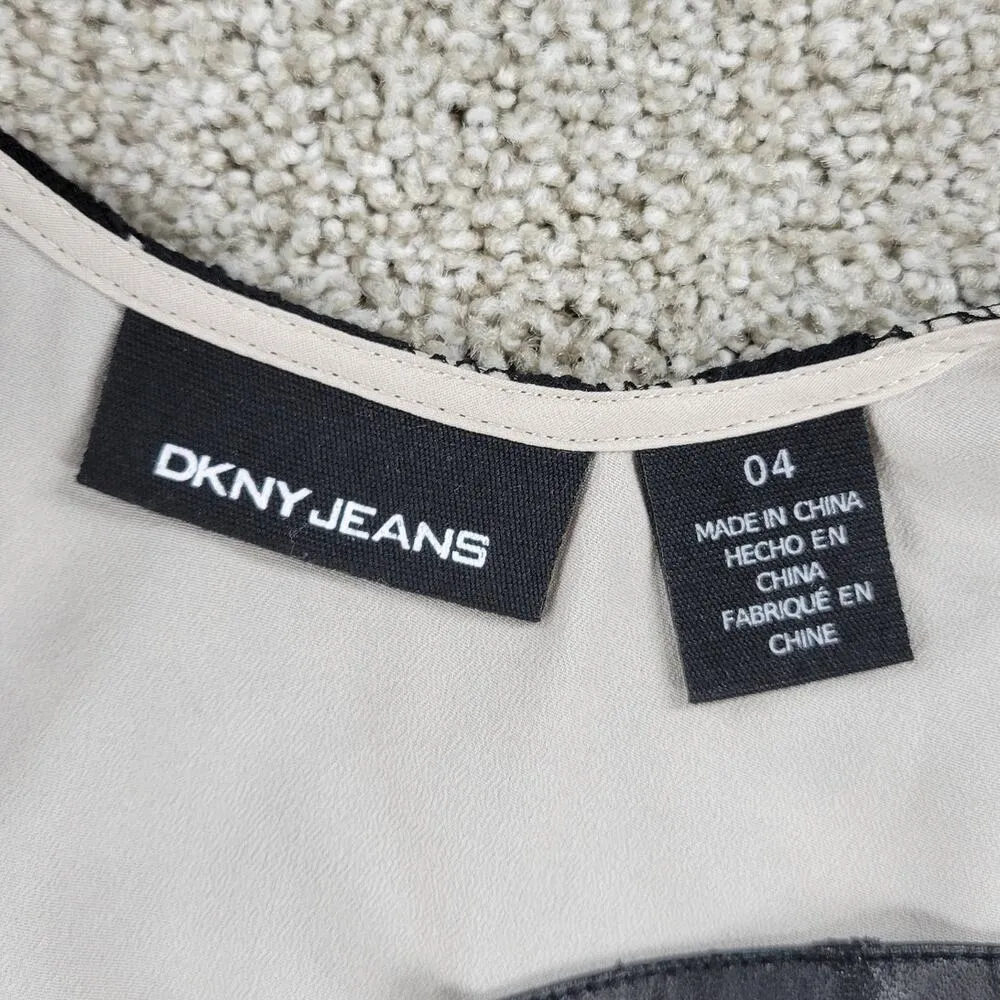 DKNY JEANS
04
MADE IN CHINA
HECHO EN
CHINA
FABRIQUÉ EN
CHINE